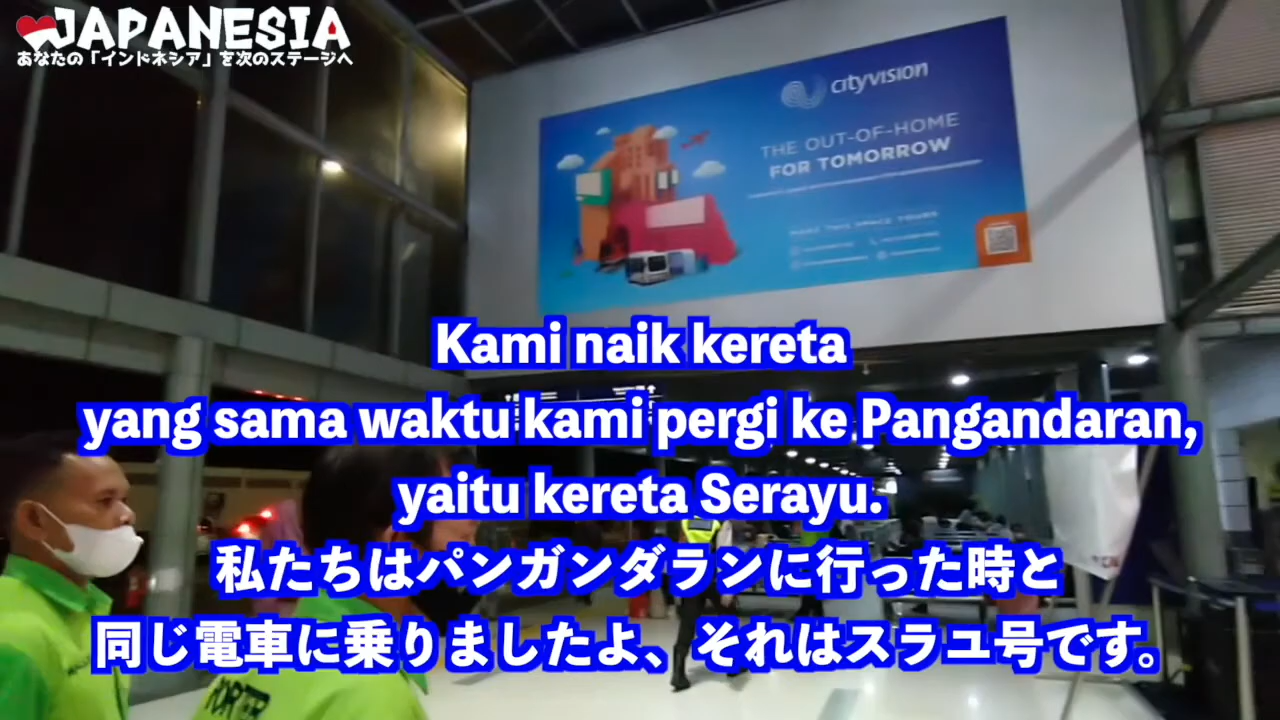 JAPANESIA
あなたの「インドネシア」を次のステージへ
cityvision
THE OUT-OF-HOME
FOR TOMORROW
MAKE THIS SPACE YOURS
Kami naik kereta
yang sama waktu kami pergi ke Pangandaran,
yaitu kereta Serayu.
私たちはパンガンダランに行った時と
同じ電車に乗りましたよ、それはスラユ号です。
PORTER